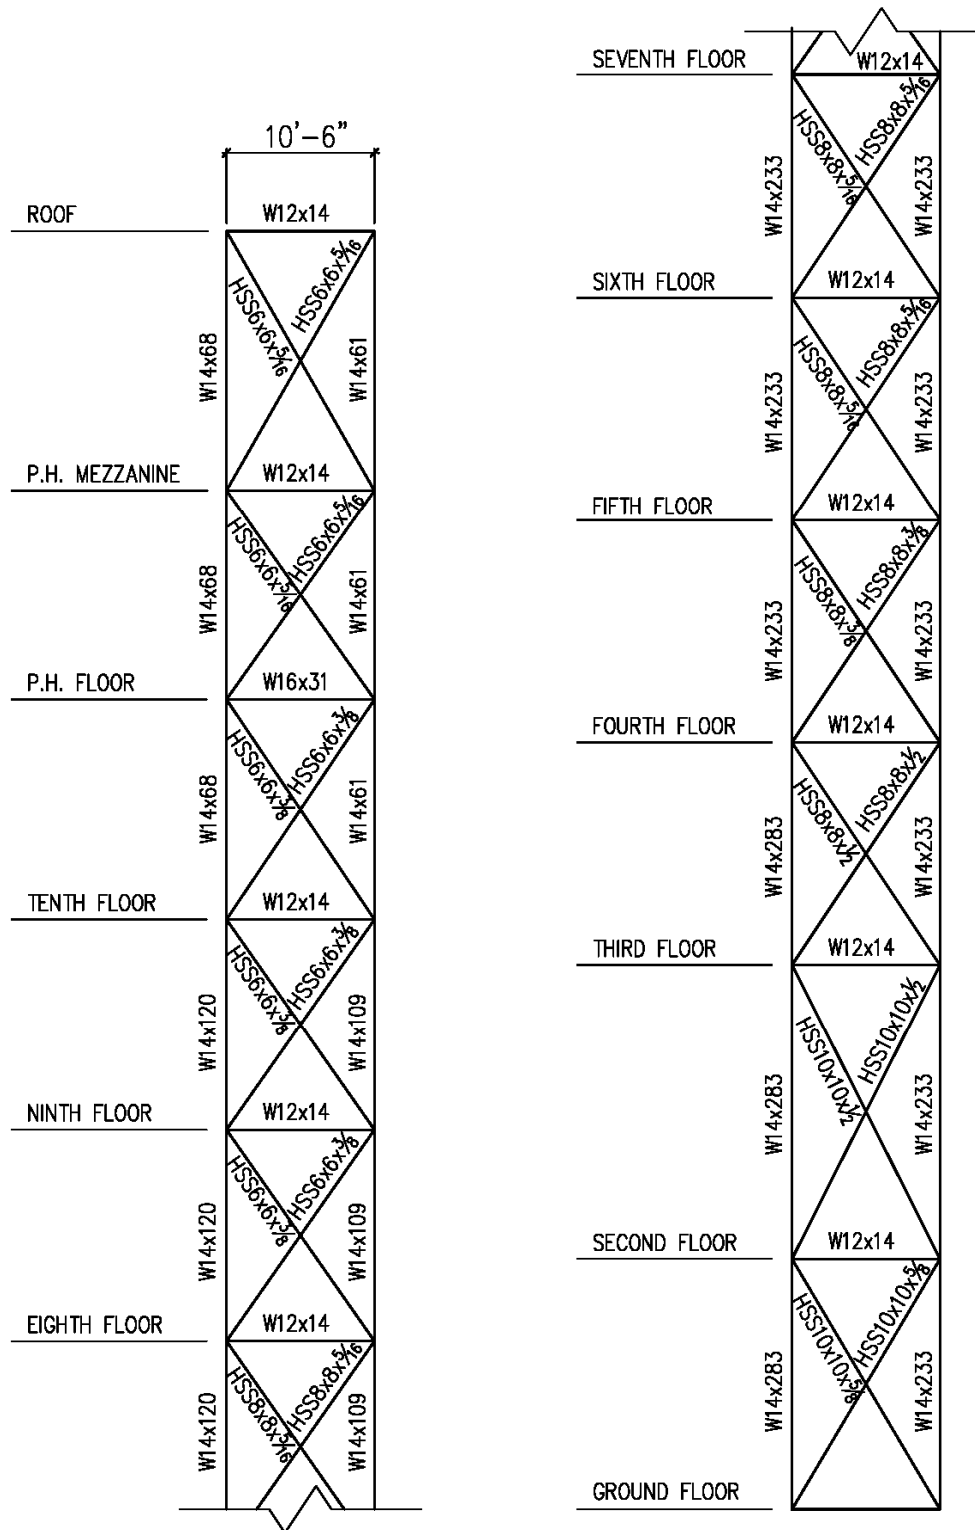 10'-6"
ROOF
W12x14
HSS6x6x5/16
HSS6x6x5/16
W14x68
W14x61
P.H. MEZZANINE
W12x14
HSS6x6x5/16
HSS6x6x5/16
W14x68
W14x61
P.H. FLOOR
W16x31
HSS6x6x3/8
HSS6x6x3/8
W14x68
W14x61
TENTH FLOOR
W12x14
HSS6x6x3/8
HSS6x6x3/8
W14x120
W14x109
NINTH FLOOR
W12x14
HSS6x6x3/8
HSS6x6x3/8
W14x120
W14x109
EIGHTH FLOOR
W12x14
HSS8x8x5/16
HSS8x8x5/16
W14x120
W14x109
SEVENTH FLOOR
W12x14
HSS8x8x5/16
HSS8x8x5/16
W14x233
W14x233
SIXTH FLOOR
W12x14
HSS8x8x5/16
HSS8x8x5/16
W14x233
W14x233
FIFTH FLOOR
W12x14
HSS8x8x3/8
HSS8x8x3/8
W14x233
W14x233
FOURTH FLOOR
W12x14
HSS8x8x1/2
HSS8x8x1/2
W14x283
W14x233
THIRD FLOOR
W12x14
HSS10x10x1/2
HSS10x10x1/2
W14x283
W14x233
SECOND FLOOR
W12x14
HSS10x10x5/8
HSS10x10x5/8
W14x283
W14x233
GROUND FLOOR